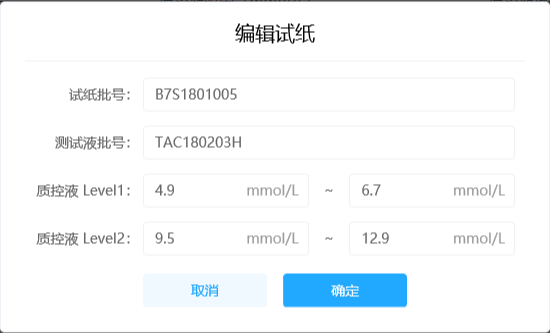 编辑试纸
试纸批号: B7S1801005
测试液批号: TAC180203H
质控液 Level1: 4.9 mmol/L ~ 6.7 mmol/L
质控液 Level2: 9.5 mmol/L ~ 12.9 mmol/L
取消 确定